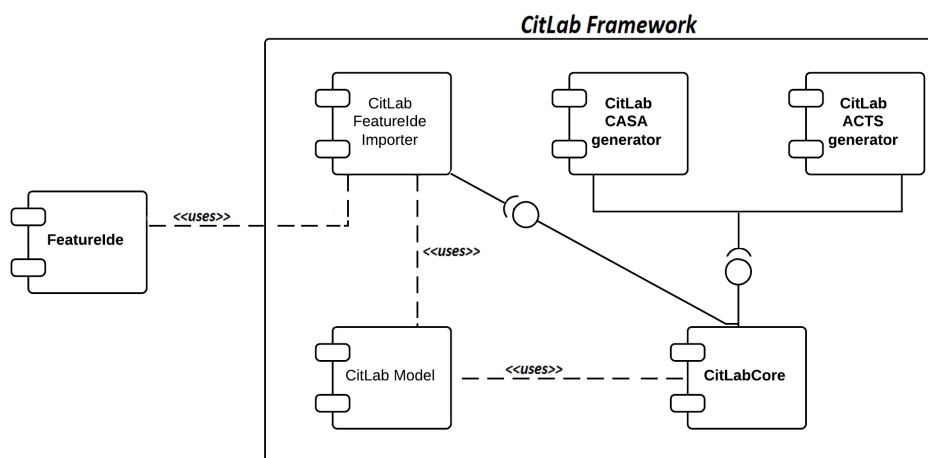 CitLab Framework
CitLab
FeatureIde
Importer
CitLab
CASA
generator
CitLab
ACTS
generator
<<uses>>
FeatureIde
<<uses>>
CitLab Model
<<uses>>
CitLabCore